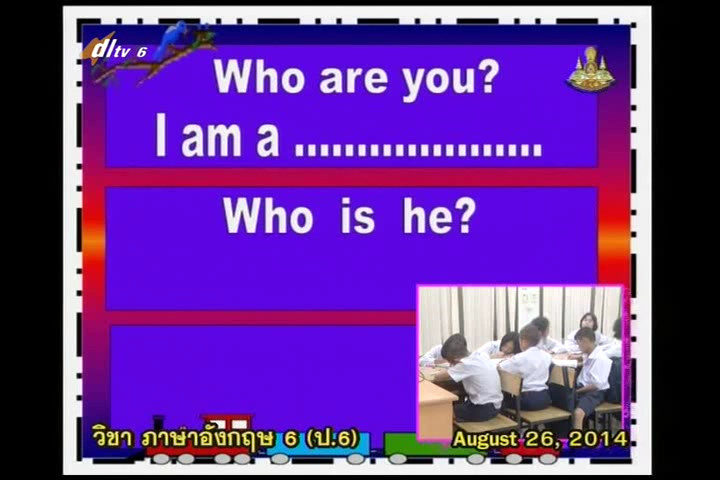 dltv 6
Who are you?
I am a ....................
Who is he?
วิชา ภาษาอังกฤษ 6 (ป.6)
August 26, 2014